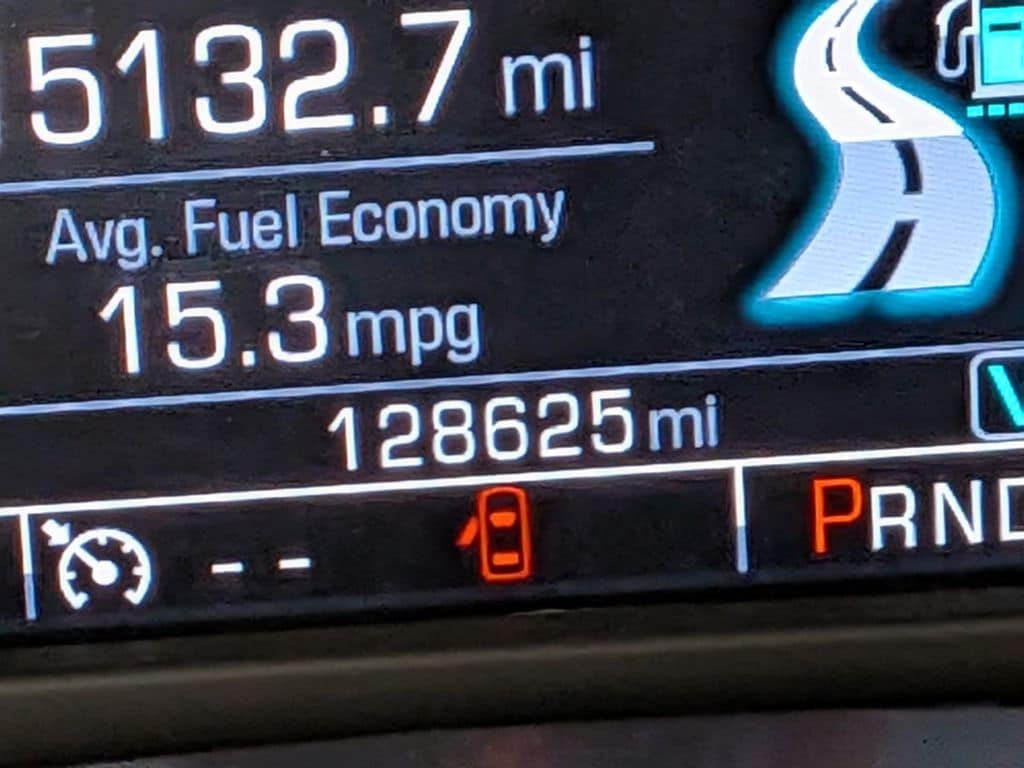 5132.7 mi
Avg. Fuel Economy
15.3 mpg
128625 mi
-- PRND